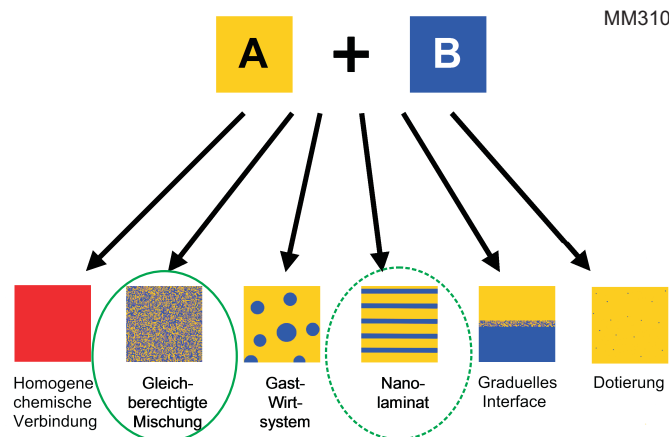 MM310
A + B
Homogene
chemische
Verbindung
Gleich-
berechtigte
Mischung
Gast-
Wirt-
system
Nano-
laminat
Graduelles
Interface
Dotierung